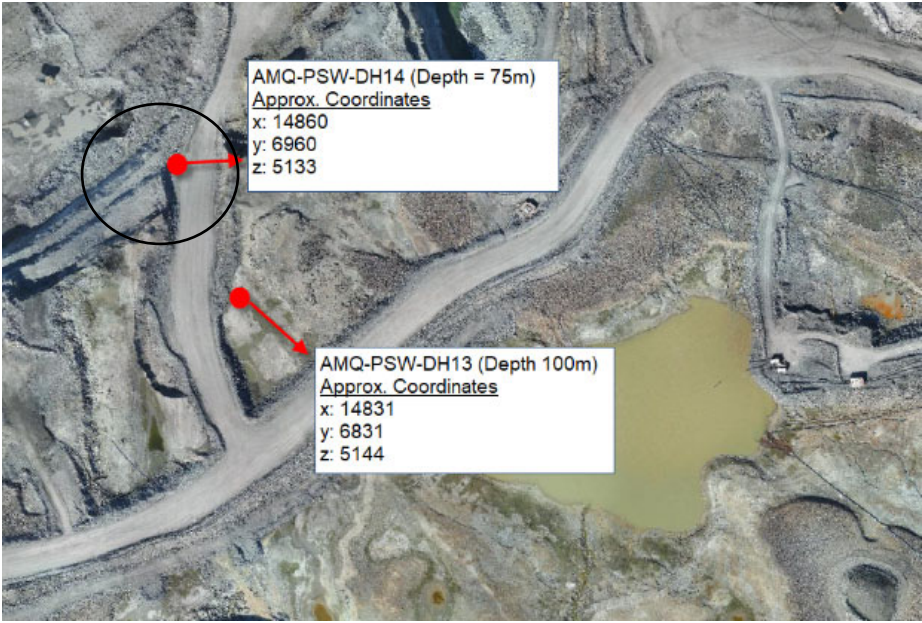 AMQ-PSW-DH14 (Depth = 75m)
Approx. Coordinates
x: 14860
y: 6960
z: 5133
AMQ-PSW-DH13 (Depth 100m)
Approx. Coordinates
x: 14831
y: 6831
z: 5144